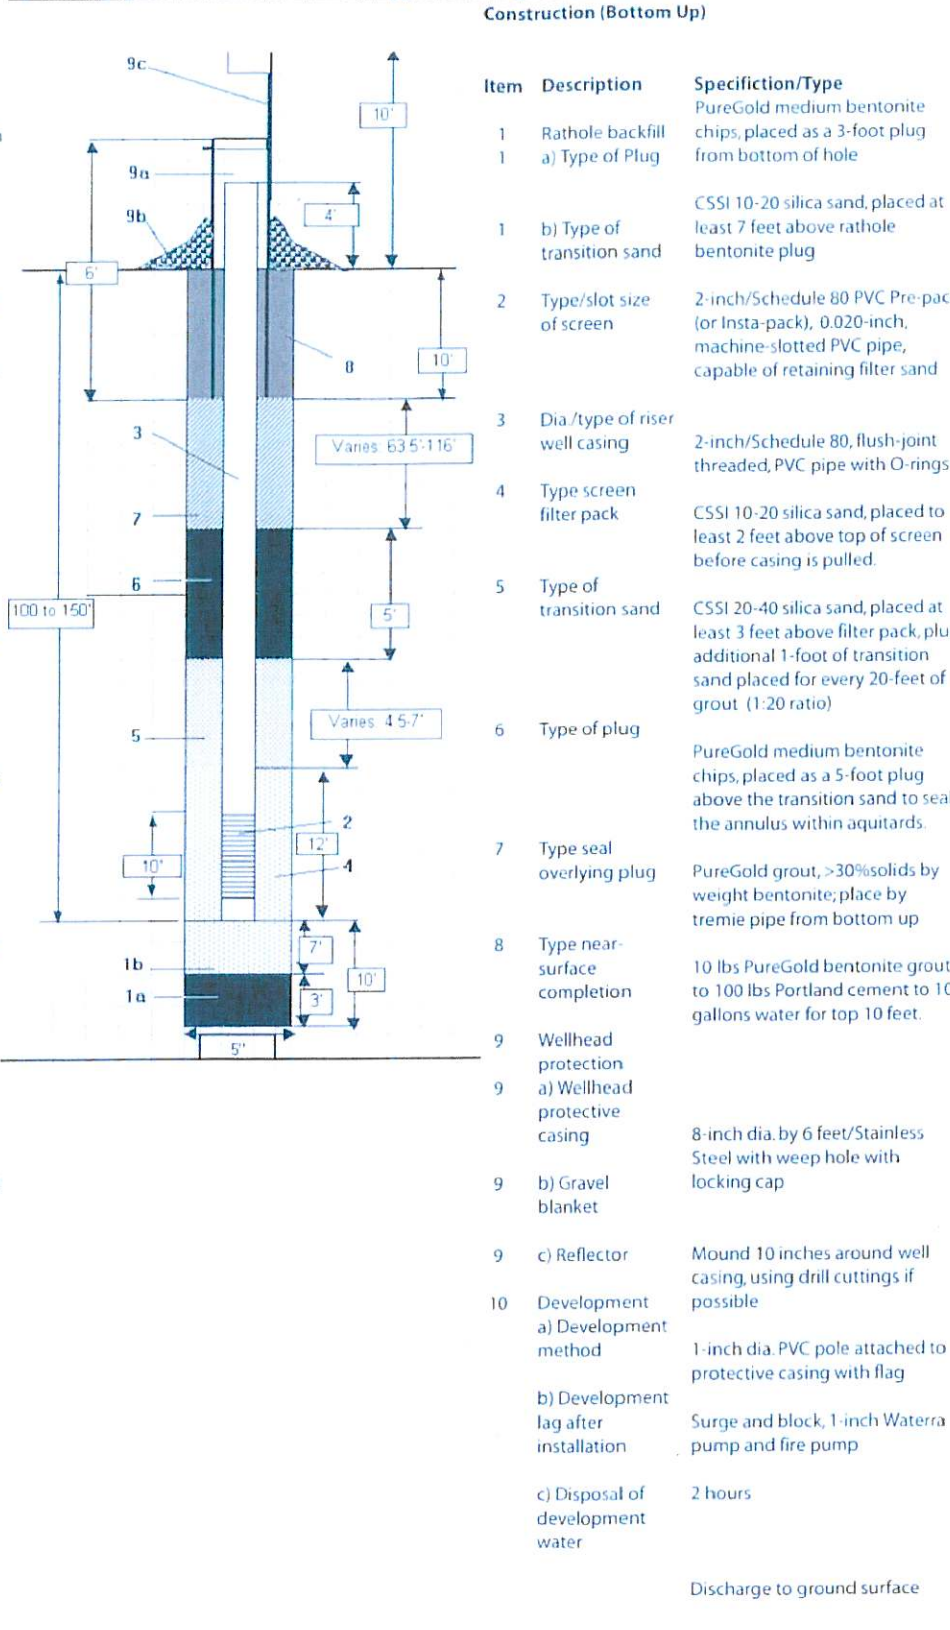 Construction (Bottom Up)
Item Description Specifiction/Type
PureGold medium bentonite
1 Rathole backfill chips, placed as a 3-foot plug
1 a) Type of Plug from bottom of hole
CSSI 10-20 silica sand, placed at
1 b) Type of least 7 feet above rathole
transition sand bentonite plug
2 Type/slot size 2-inch/Schedule 80 PVC Pre-pac
of screen (or Insta-pack), 0.020-inch,
machine-slotted PVC pipe,
capable of retaining filter sand
3 Dia./type of riser
well casing 2-inch/Schedule 80, flush-joint
threaded, PVC pipe with O-rings
4 Type screen
filter pack CSSI 10-20 silica sand, placed to
least 2 feet above top of screen
before casing is pulled.
5 Type of
transition sand CSSI 20-40 silica sand, placed at
least 3 feet above filter pack, plu
additional 1-foot of transition
sand placed for every 20-feet of
grout (1:20 ratio)
6 Type of plug
PureGold medium bentonite
chips, placed as a 5-foot plug
above the transition sand to sea
the annulus within aquitards.
7 Type seal
overlying plug PureGold grout, >30%solids by
weight bentonite; place by
tremie pipe from bottom up
8 Type near-
surface 10 lbs PureGold bentonite grout
completion to 100 lbs Portland cement to 10
gallons water for top 10 feet.
9 Wellhead
protection
9 a) Wellhead
protective
casing 8-inch dia. by 6 feet/Stainless
Steel with weep hole with
9 b) Gravel locking cap
blanket
9 c) Reflector Mound 10 inches around well
casing, using drill cuttings if
10 Development possible
a) Development
method 1-inch dia. PVC pole attached to
protective casing with flag
b) Development
lag after Surge and block, 1-inch Waterra
installation pump and fire pump
c) Disposal of 2 hours
development
water
Discharge to ground surface
9c
10'
9a
9b
4'
6'
8
10'
3
Varies 63.5'-116'
7
6
100 to 150'
5'
5
Varies 4.5-7'
2
12'
10'
4
7'
1b
10'
1a
3'
5"